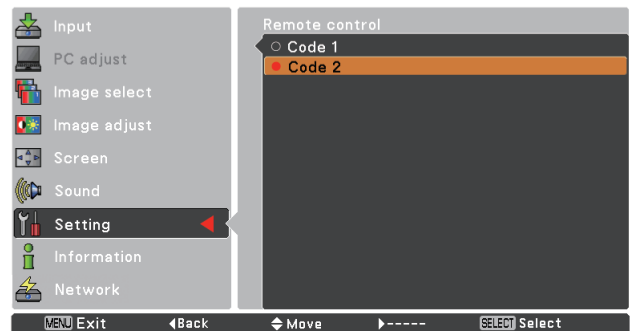 Input
PC adjust
Image select
Image adjust
Screen
Sound
Setting
Information
Network
Remote control
Code 1
Code 2
MENU Exit ◀Back Move ▶----- SELECT Select